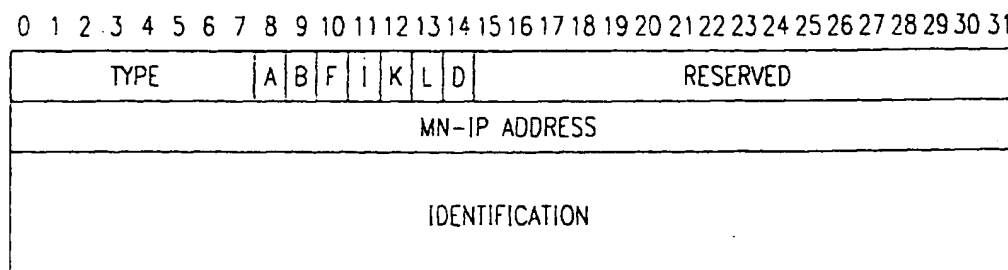 0 1 2 3 4 5 6 7 8 9 10 11 12 13 14 15 16 17 18 19 20 21 22 23 24 25 26 27 28 29 30 31
TYPE A B F I K L D RESERVED
MN-IP ADDRESS
IDENTIFICATION